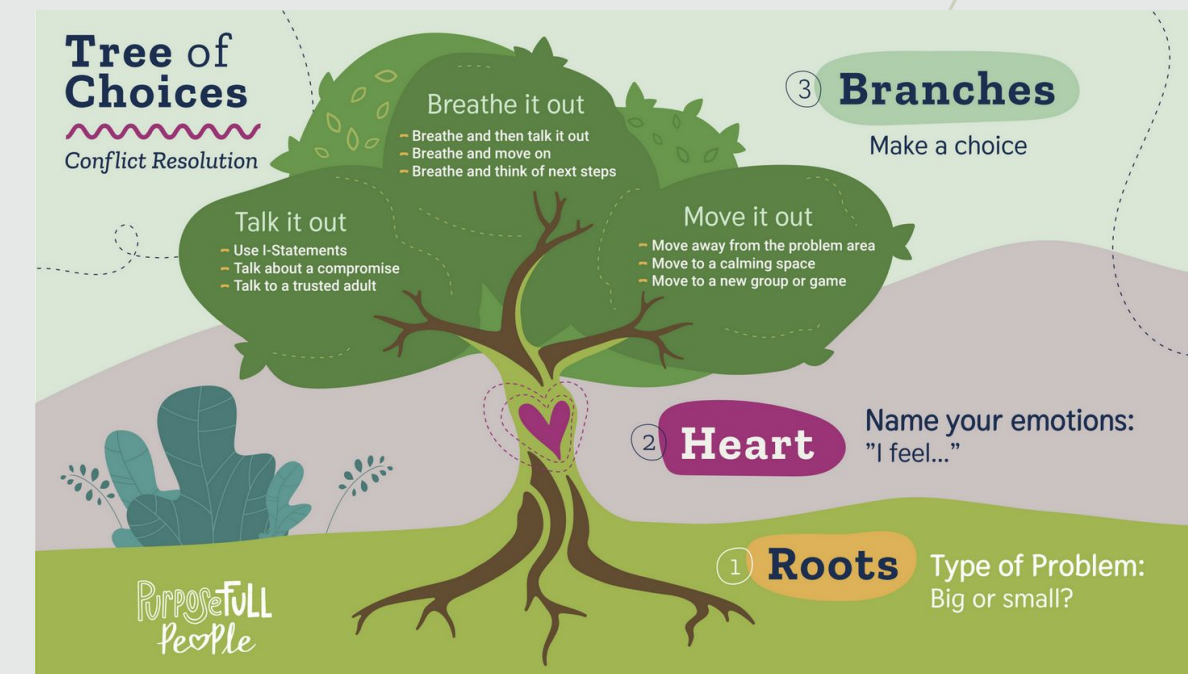 Tree of
Choices
Conflict Resolution
Breathe it out
Breathe and then talk it out
Breathe and move on
Breathe and think of next steps
Talk it out
Use I-Statements
Talk about a compromise
Talk to a trusted adult
Move it out
Move away from the problem area
Move to a calming space
Move to a new group or game
3 Branches
Make a choice
2 Heart
Name your emotions:
”I feel...”
1 Roots
Type of Problem:
Big or small?
PurposeFULL
People